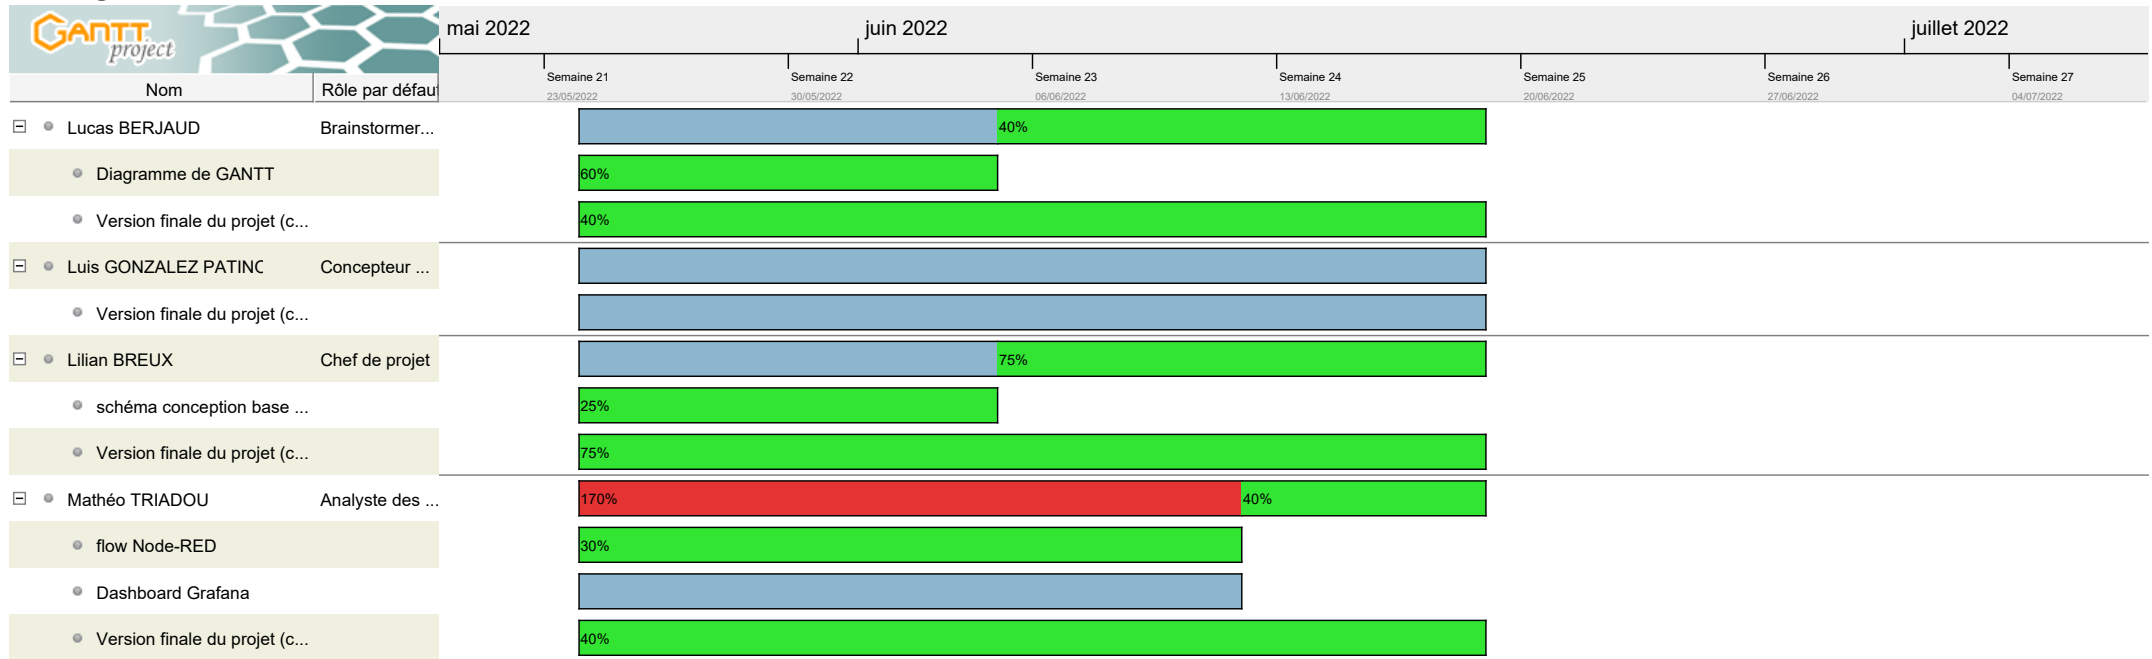 GANTT project
mai 2022 juin 2022 juillet 2022
Nom Rôle par défau
Semaine 21 Semaine 22 Semaine 23 Semaine 24 Semaine 25 Semaine 26 Semaine 27
23/05/2022 30/05/2022 06/06/2022 13/06/2022 20/06/2022 27/06/2022 04/07/2022
Lucas BERJAUD Brainstormer... 40%
Diagramme de GANTT 60%
Version finale du projet (c... 40%
Luis GONZALEZ PATINC Concepteur ...
Version finale du projet (c...
Lilian BREUX Chef de projet 75%
schéma conception base ... 25%
Version finale du projet (c... 75%
Mathéo TRIADOU Analyste des ... 170% 40%
flow Node-RED 30%
Dashboard Grafana
Version finale du projet (c... 40%